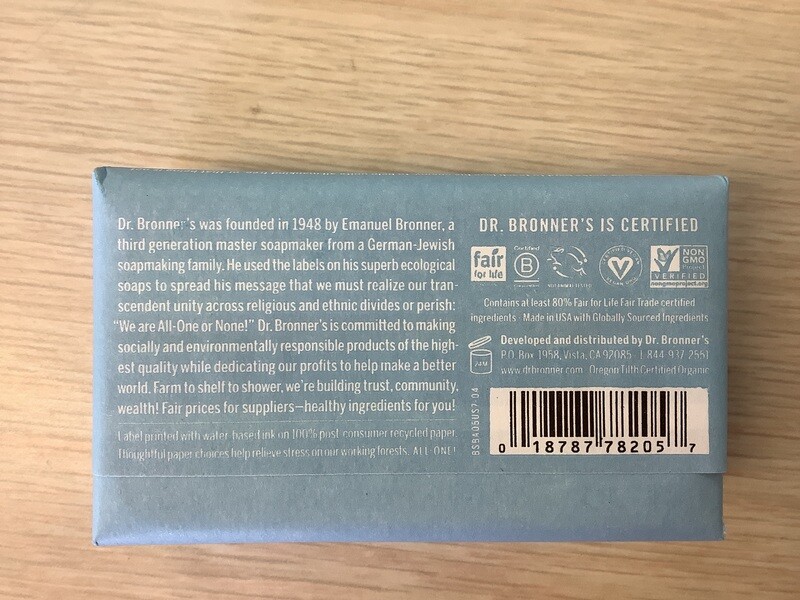 Dr. Bronner's was founded in 1948 by Emanuel Bronner, a
third generation master soapmaker from a German-Jewish
soapmaking family. He used the labels on his superb ecological
soaps to spread his message that we must realize our tran-
scendent unity across religious and ethnic divides or perish:
“We are All-One or None!” Dr. Bronner's is committed to making
socially and environmentally responsible products of the high-
est quality while dedicating our profits to help make a better
world. Farm to shelf to shower, we're building trust, community,
wealth! Fair prices for suppliers—healthy ingredients for you!
Label printed with water-based ink on 100% post-consumer recycled paper.
Thoughtful paper choices help relieve stress on our working forests. ALL-ONE!
DR. BRONNER'S IS CERTIFIED
fair
for life
Certified
B
V
NON
GMO
Project
VERIFIED
nongmoproject.org
Contains at least 80% Fair for Life Fair Trade certified
ingredients · Made in USA with Globally Sourced Ingredients
24M
Developed and distributed by Dr. Bronner's
P.O. Box 1958, Vista, CA 92085 1-844-937-2551
www.drbronner.com Oregon Tilth Certified Organic
BSBA05US7-04
0 18787 78205 7